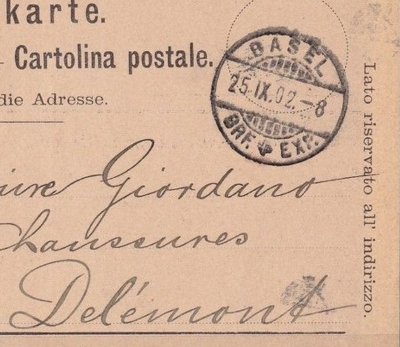 karte.
Cartolina postale.
die Adresse.
BASEL
25.IX.02.-8
BRF. EXP.
Giordano
Chaussures
Delémont
Lato riservato all' indirizzo.